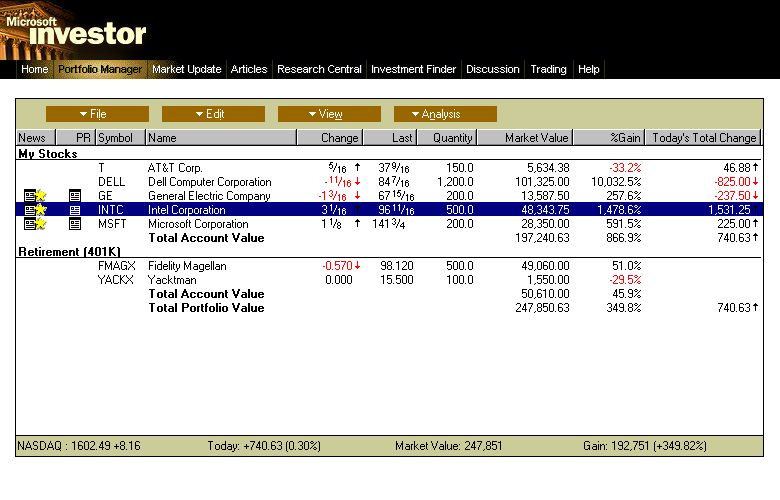 Microsoft
investor
Home Portfolio Manager Market Update Articles Research Central Investment Finder Discussion Trading Help
File Edit View Analysis
News PR Symbol Name Change Last Quantity Market Value %Gain Today's Total Change
My Stocks
T AT&T Corp. 5/16 37 9/16 150.0 5,634.38 -33.2% 46.88
DELL Dell Computer Corporation -11/16 84 7/16 1,200.0 101,325.00 10,032.5% -825.00
GE General Electric Company -1 3/16 67 15/16 200.0 13,587.50 257.6% -237.50
INTC Intel Corporation 3 1/16 96 11/16 500.0 48,343.75 1,478.6% 1,531.25
MSFT Microsoft Corporation 1 1/8 141 3/4 200.0 28,350.00 591.5% 225.00
Total Account Value 197,240.63 866.9% 740.63
Retirement (401K)
FMAGX Fidelity Magellan -0.570 98.120 500.0 49,060.00 51.0%
YACKX Yacktman 0.000 15.500 100.0 1,550.00 -29.5%
Total Account Value 50,610.00 45.9%
Total Portfolio Value 247,850.63 349.8% 740.63
NASDAQ : 1602.49 +8.16 Today: +740.63 (0.30%) Market Value: 247,851 Gain: 192,751 (+349.82%)